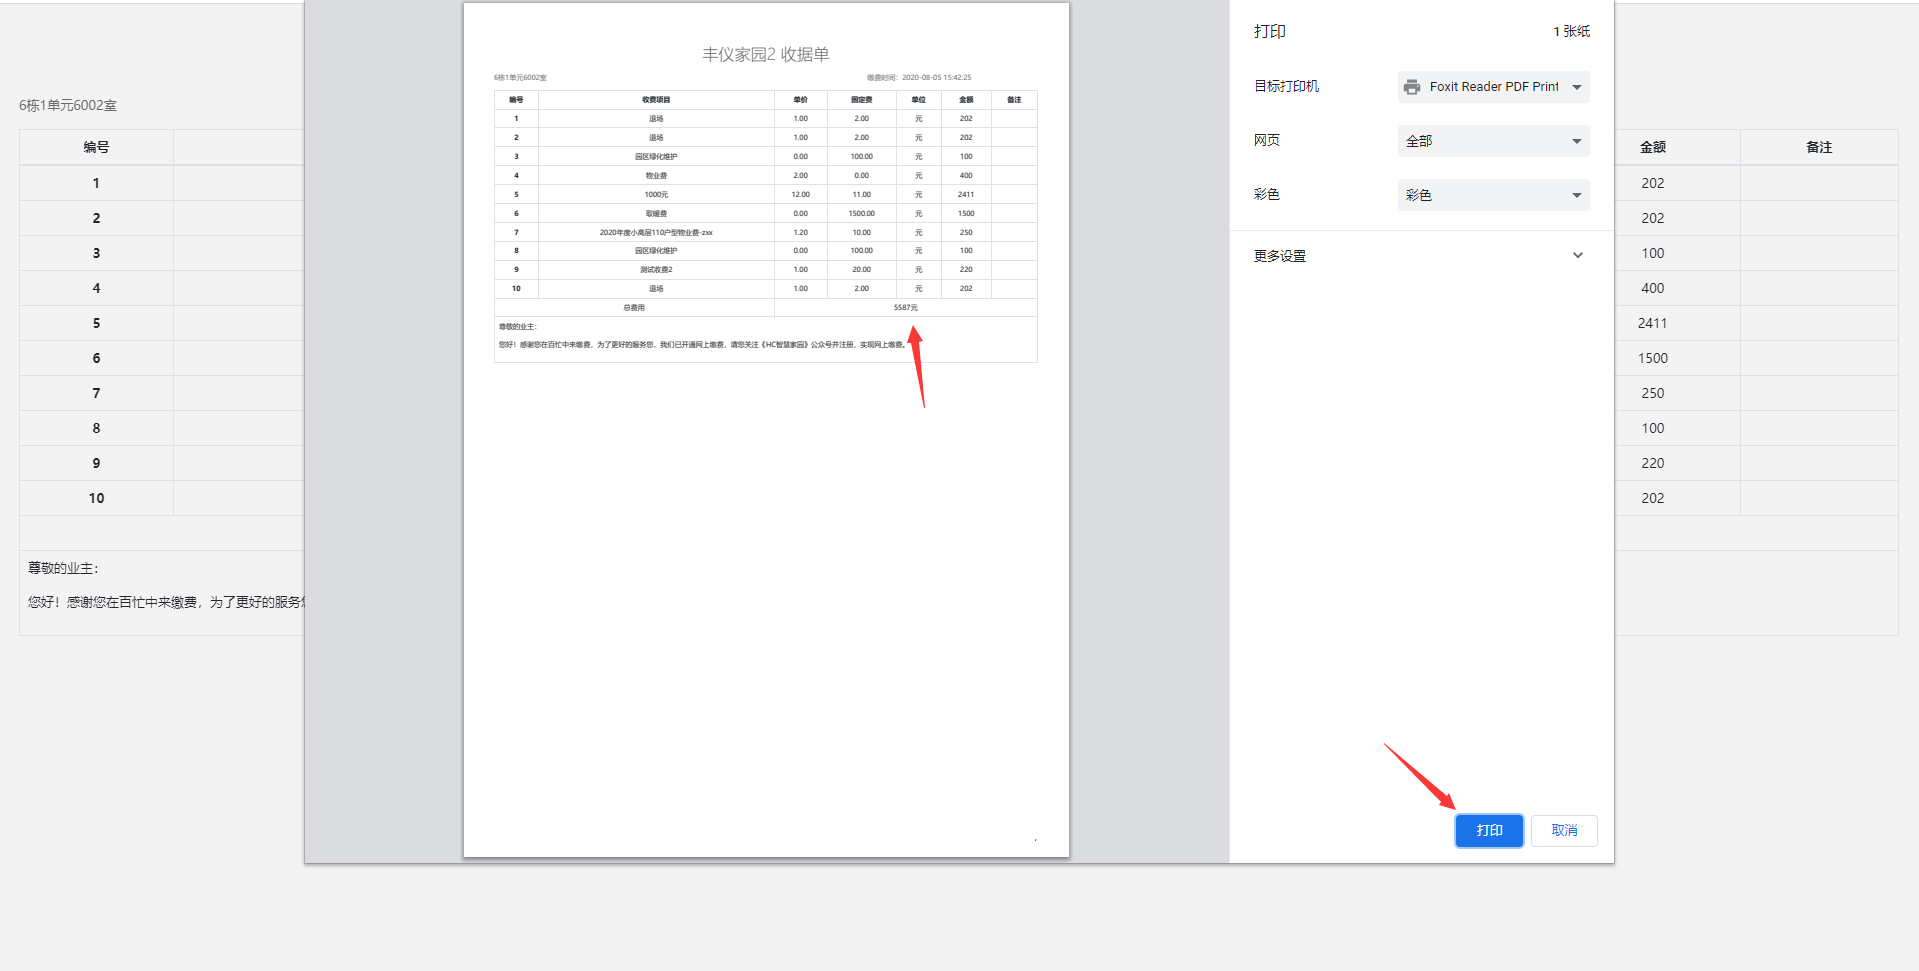 丰仪家园2 收据单
6栋1单元6002室 缴费时间：2020-08-05 15:42:25
编号 收费项目 单价 固定费 单位 金额 备注
1 退场 1.00 2.00 元 202
2 退场 1.00 2.00 元 202
3 园区绿化维护 0.00 100.00 元 100
4 物业费 2.00 0.00 元 400
5 1000元 12.00 11.00 元 2411
6 取暖费 0.00 1500.00 元 1500
7 2020年度小高层110户型物业费-zxx 1.20 10.00 元 250
8 园区绿化维护 0.00 100.00 元 100
9 测试收费2 1.00 20.00 元 220
10 退场 1.00 2.00 元 202
总费用 5587元
尊敬的业主：
您好！感谢您在百忙中来缴费，为了更好的服务您，我们已开通网上缴费，请您关注《HC智慧家园》公众号并注册，实现网上缴费。
打印 1 张纸
目标打印机 Foxit Reader PDF Print
网页 全部
彩色 彩色
更多设置
打印 取消
6栋1单元6002室
编号 金额 备注
1 202
2 202
3 100
4 400
5 2411
6 1500
7 250
8 100
9 220
10 202
尊敬的业主：
您好！感谢您在百忙中来缴费，为了更好的服务